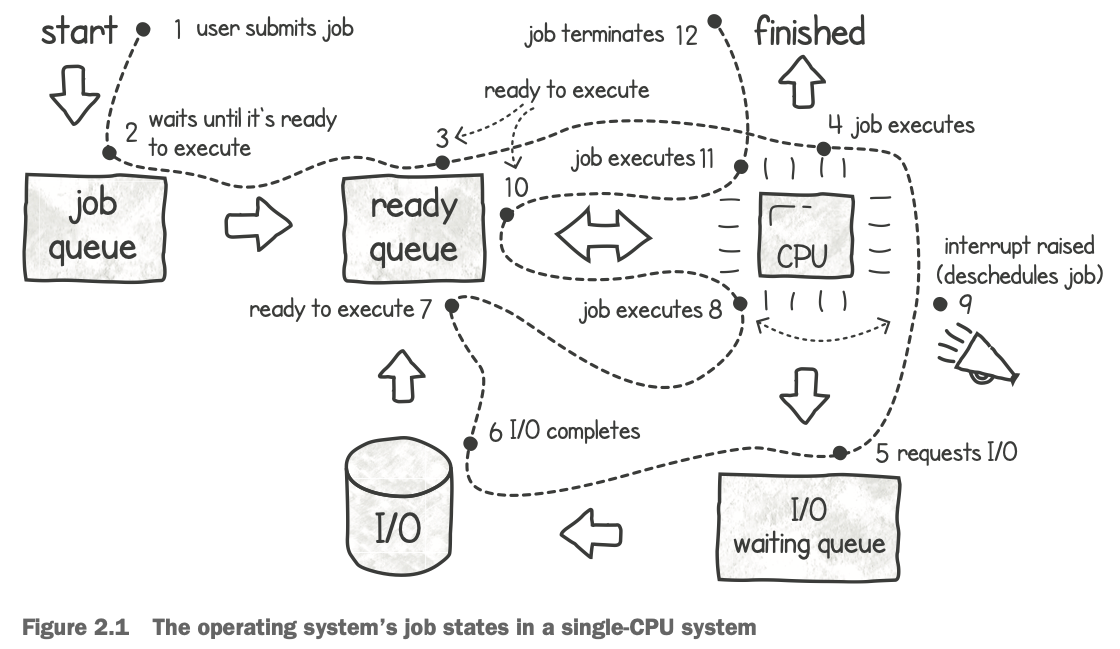 start
1 user submits job
job terminates 12
finished
ready to execute
2 waits until it's ready
to execute
3
4 job executes
job executes 11
10
job
queue
ready
queue
CPU
interrupt raised
(deschedules job)
9
ready to execute 7
job executes 8
6 I/O completes
5 requests I/O
I/O
I/O
waiting queue
Figure 2.1 The operating system's job states in a single-CPU system